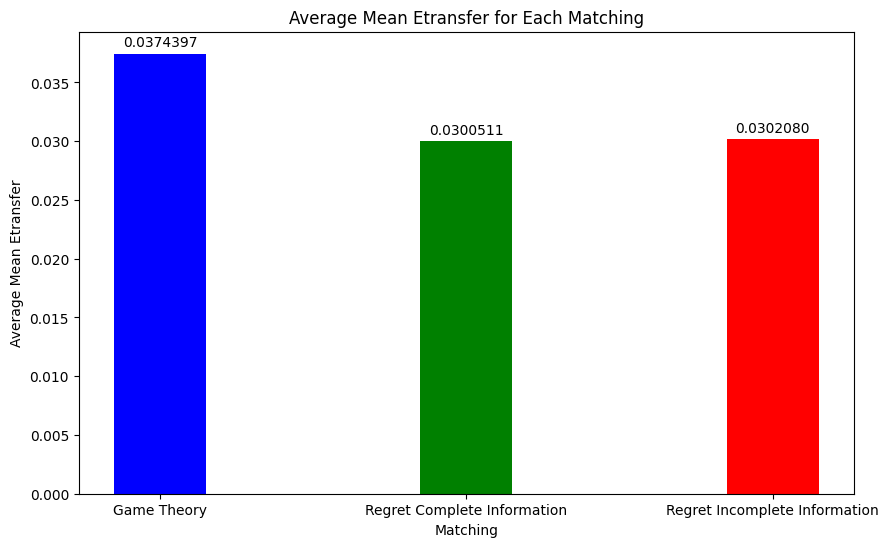 Average Mean Etransfer for Each Matching
0.0374397
0.0300511
0.0302080
Average Mean Etransfer
0.035
0.030
0.025
0.020
0.015
0.010
0.005
0.000
Game Theory
Regret Complete Information
Regret Incomplete Information
Matching